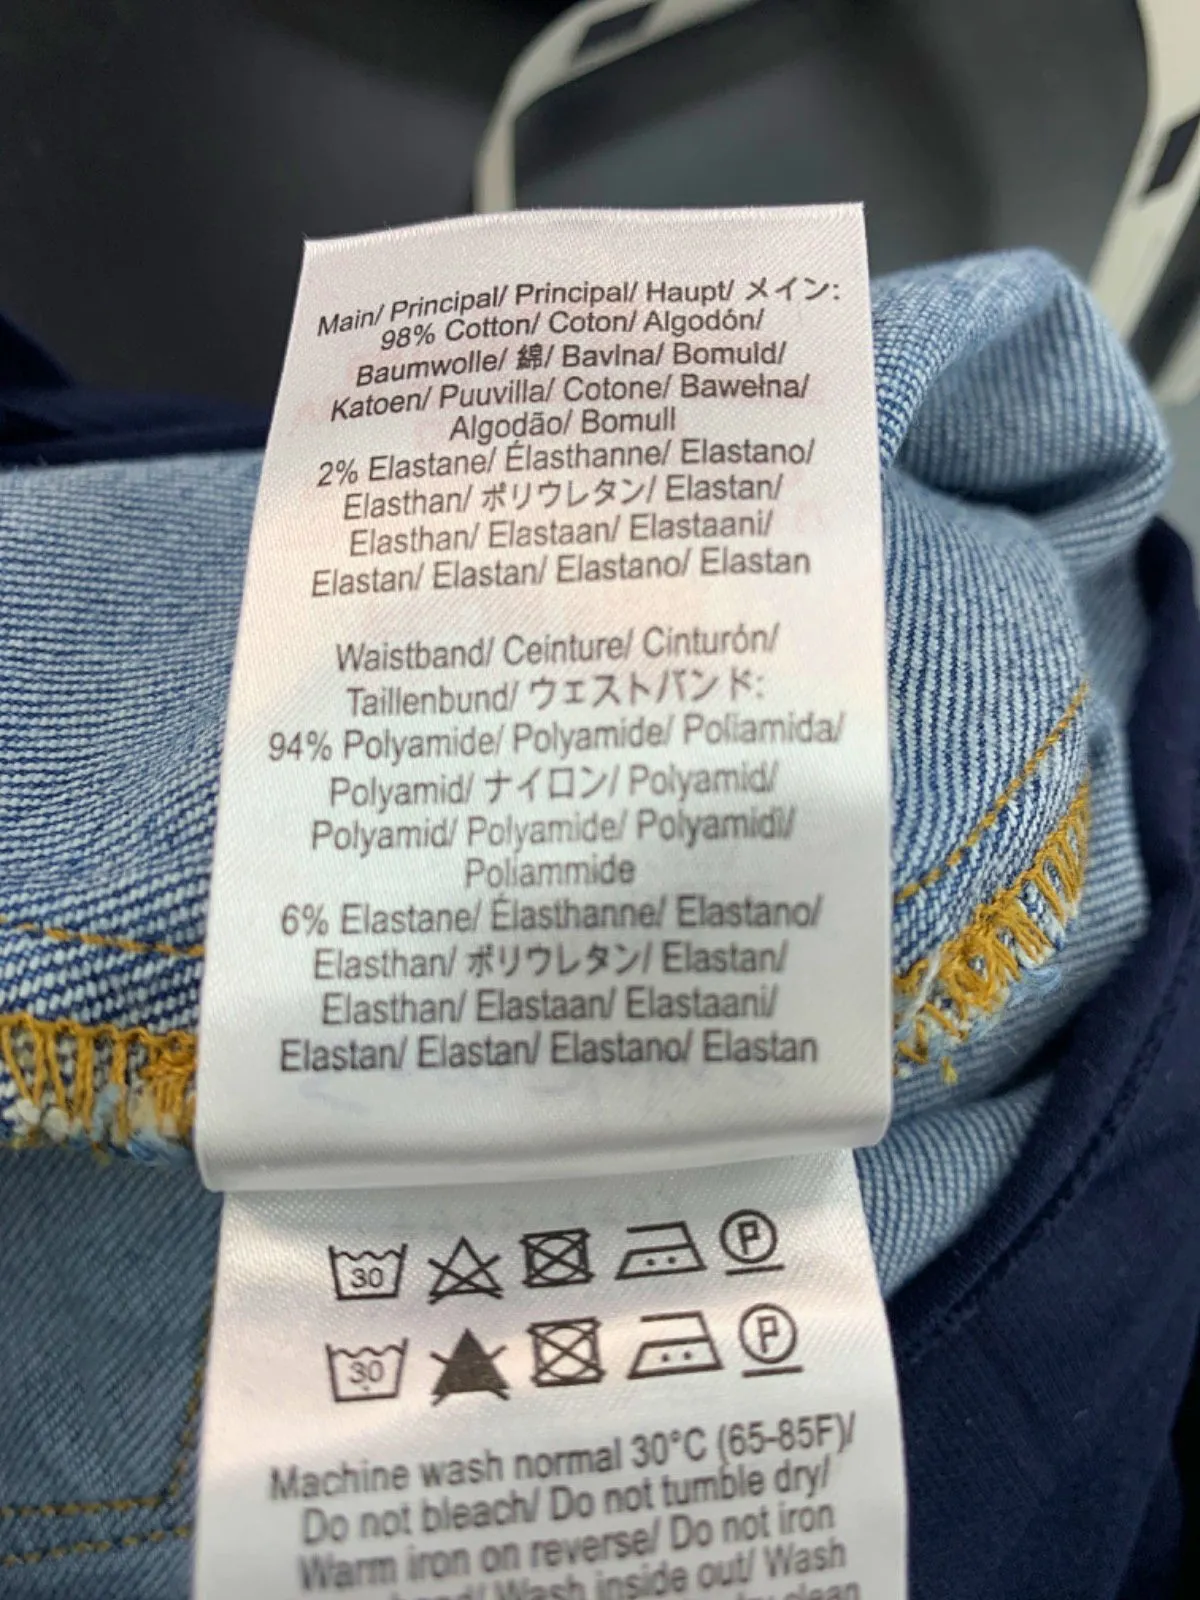 Main/ Principal/ Principal/ Haupt/ メイン:
98% Cotton/ Coton/ Algodón/
Baumwolle/ 綿/ Bavlna/ Bomuld/
Katoen/ Puuvilla/ Cotone/ Bawełna/
Algodão/ Bomull
2% Elastane/ Élasthanne/ Elastano/
Elasthan/ ポリウレタン/ Elastan/
Elasthan/ Elastaan/ Elastaani/
Elastan/ Elastan/ Elastano/ Elastan
Waistband/ Ceinture/ Cinturón/
Taillenbund/ ウェストバンド:
94% Polyamide/ Polyamide/ Poliamida/
Polyamid/ ナイロン/ Polyamid/
Polyamid/ Polyamide/ Polyamidi/
Poliammide
6% Elastane/ Élasthanne/ Elastano/
Elasthan/ ポリウレタン/ Elastan/
Elasthan/ Elastaan/ Elastaani/
Elastan/ Elastan/ Elastano/ Elastan
30 P
30 P
Machine wash normal 30°C (65-85F)/
Do not bleach/ Do not tumble dry/
Warm iron on reverse/ Do not iron
Wash inside out/ Wash
clean